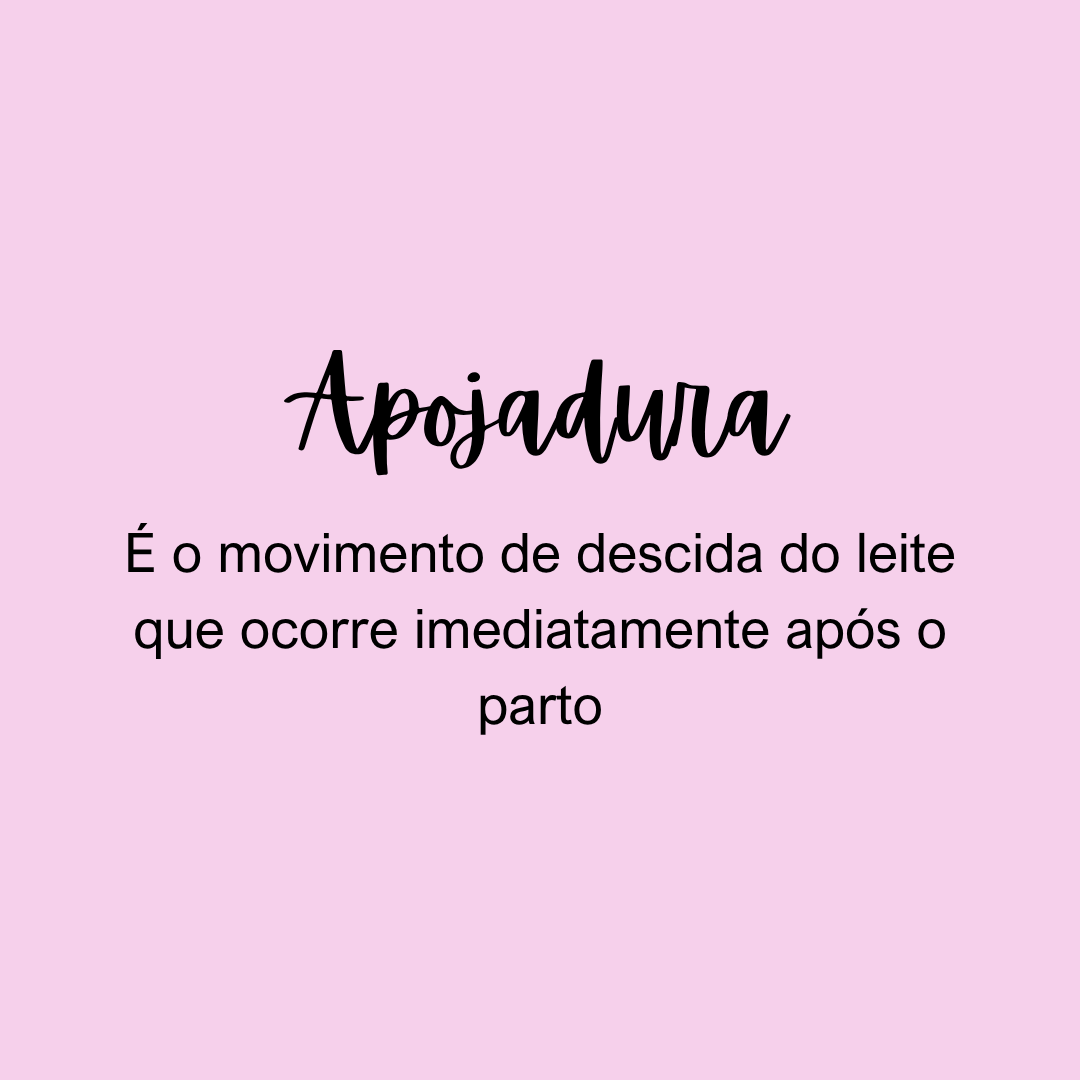 Apojadura
É o movimento de descida do leite
que ocorre imediatamente após o
parto